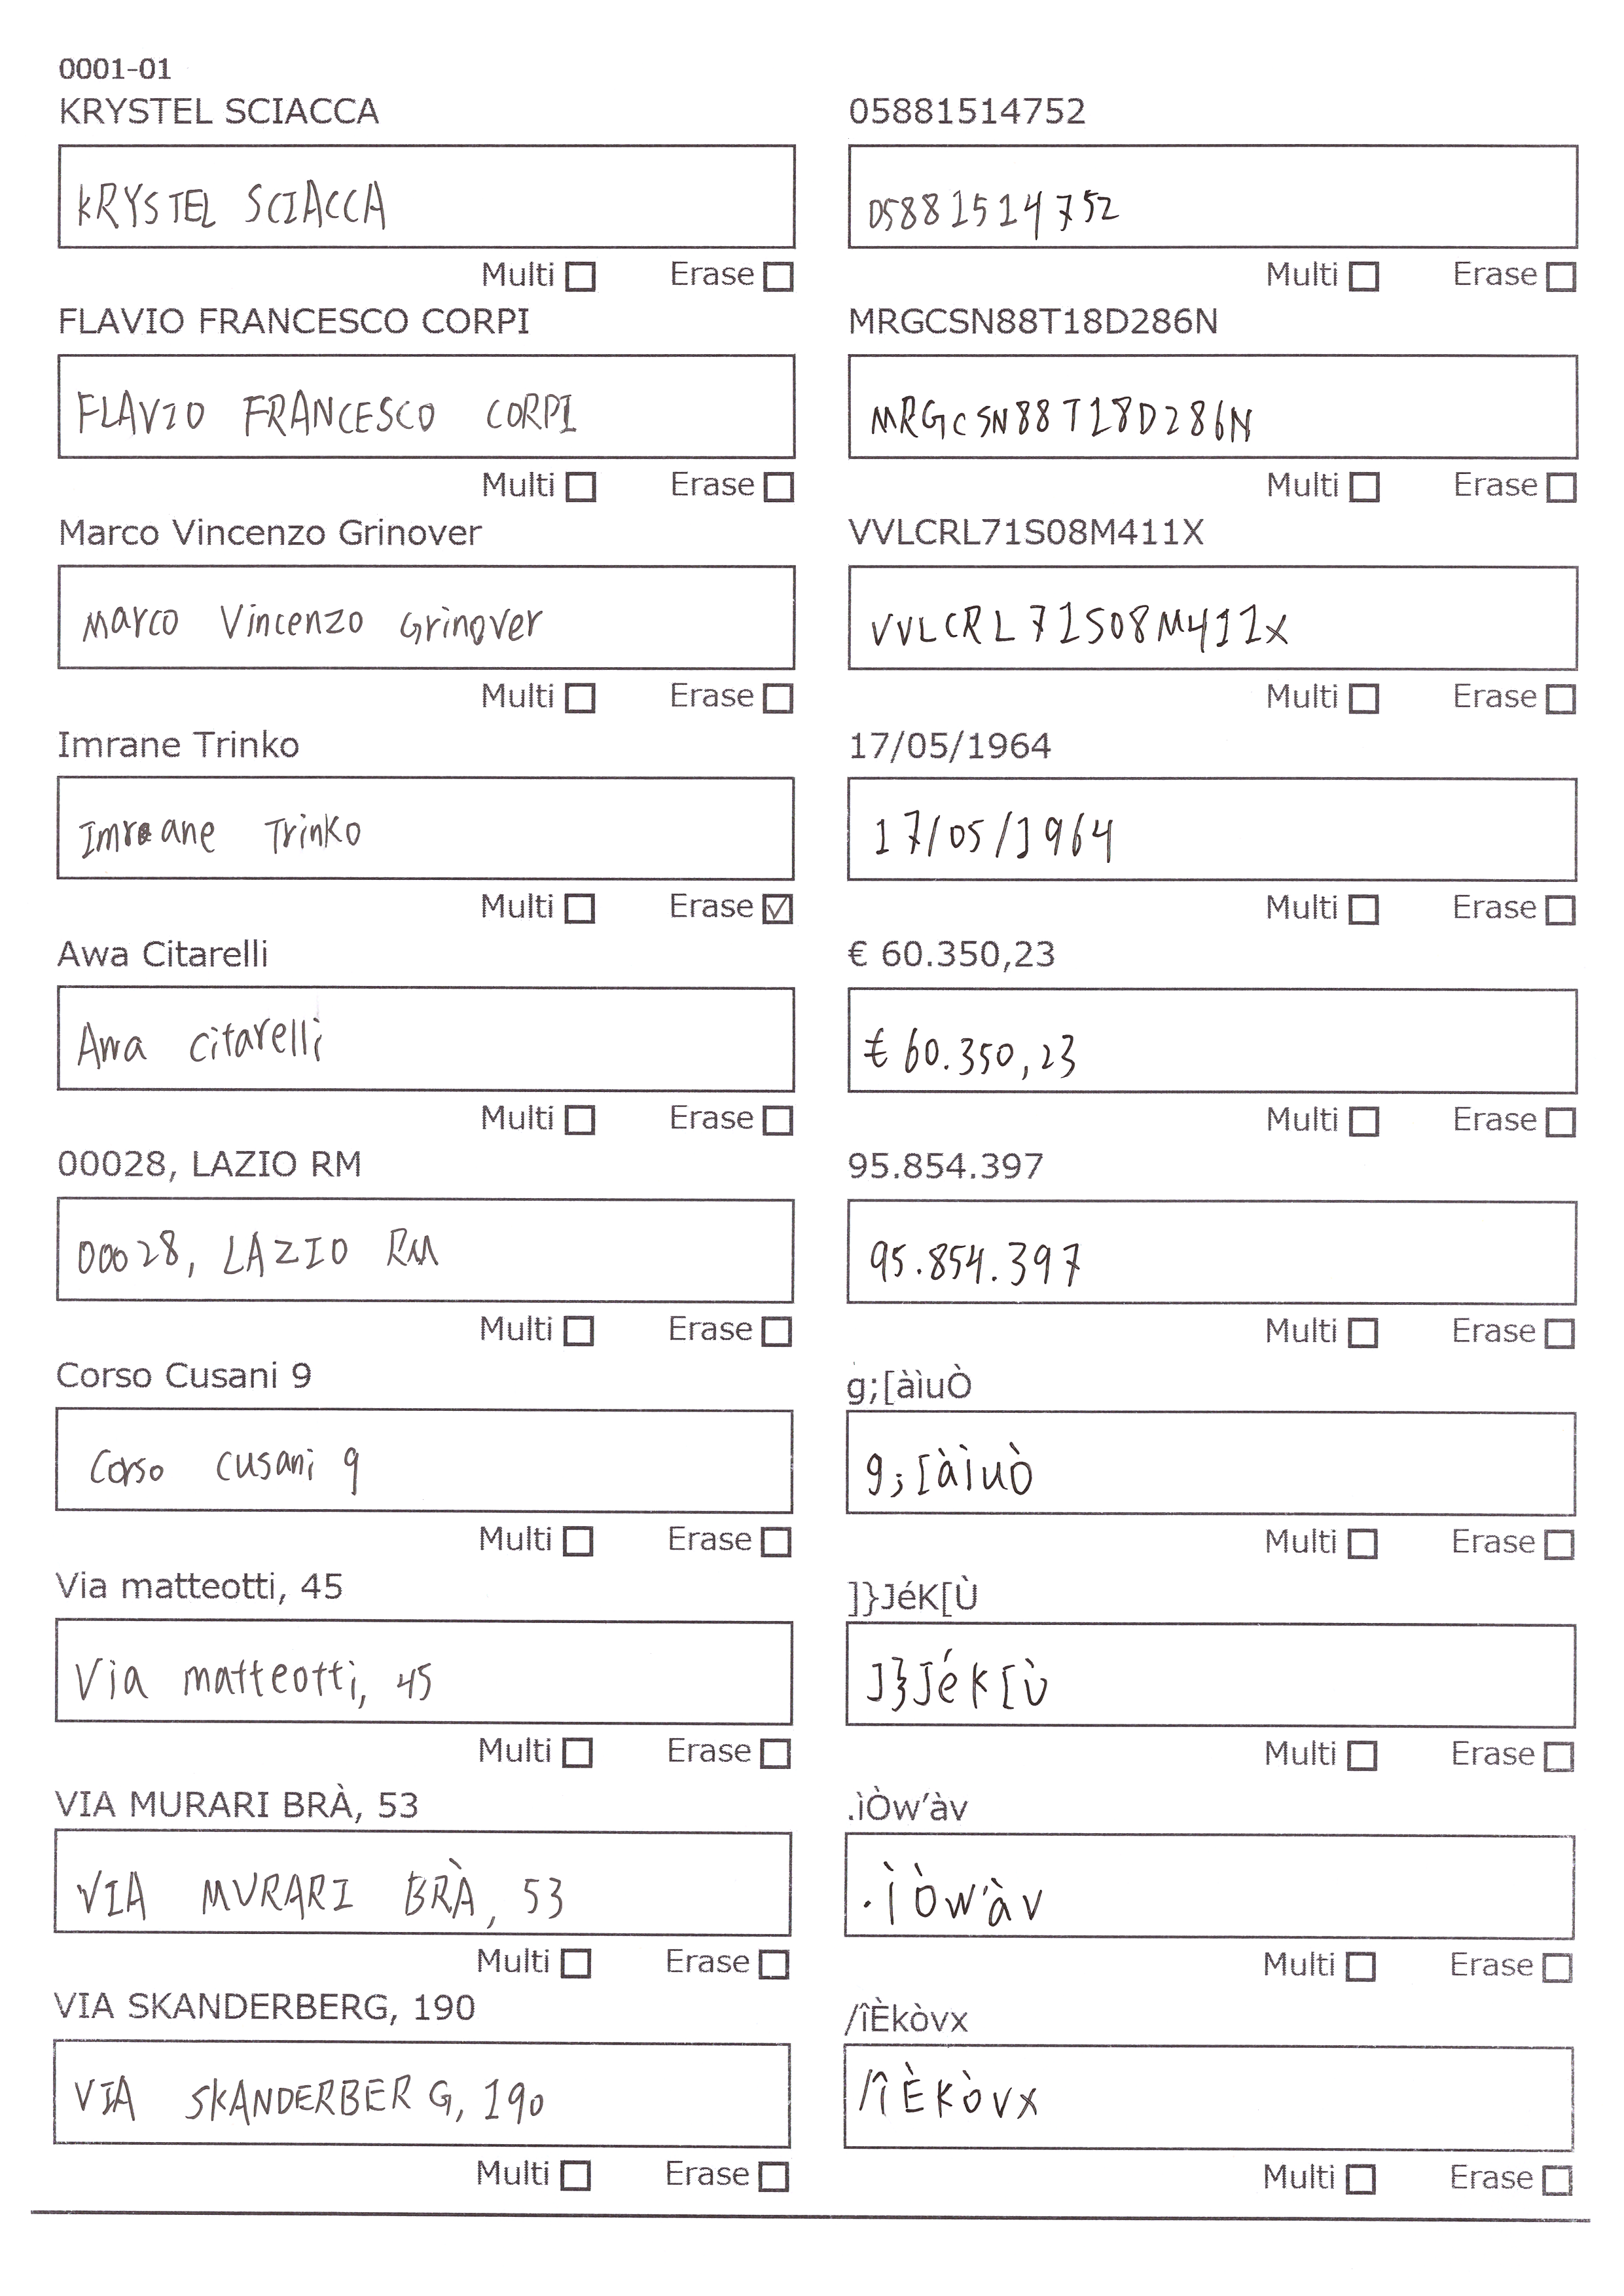 0001-01
KRYSTEL SCIACCA 05881514752
KRYSTEL SCIACCA 05881514752
Multi Erase Multi Erase
FLAVIO FRANCESCO CORPI MRGCSN88T18D286N
FLAVIO FRANCESCO CORPI MRGCSN88T18D286N
Multi Erase Multi Erase
Marco Vincenzo Grinover VVLCRL71S08M411X
Marco Vincenzo Grinover VVLCRL71S08M411X
Multi Erase Multi Erase
Imrane Trinko 17/05/1964
Imrane Trinko 17/05/1964
Multi Erase Multi Erase
Awa Citarelli € 60.350,23
Awa Citarelli € 60.350,23
Multi Erase Multi Erase
00028, LAZIO RM 95.854.397
00028, LAZIO RM 95.854.397
Multi Erase Multi Erase
Corso Cusani 9 g;[àìuÒ
Corso Cusani 9 g;[àìuÒ
Multi Erase Multi Erase
Via matteotti, 45 ]}JéK[Ù
Via matteotti, 45 ]}JéK[Ù
Multi Erase Multi Erase
VIA MURARI BRÀ, 53 .ìÒw'àv
VIA MURARI BRÀ, 53 .ìÒw'àv
Multi Erase Multi Erase
VIA SKANDERBERG, 190 /îÈkòvx
VIA SKANDERBERG, 190 /îÈkòvx
Multi Erase Multi Erase